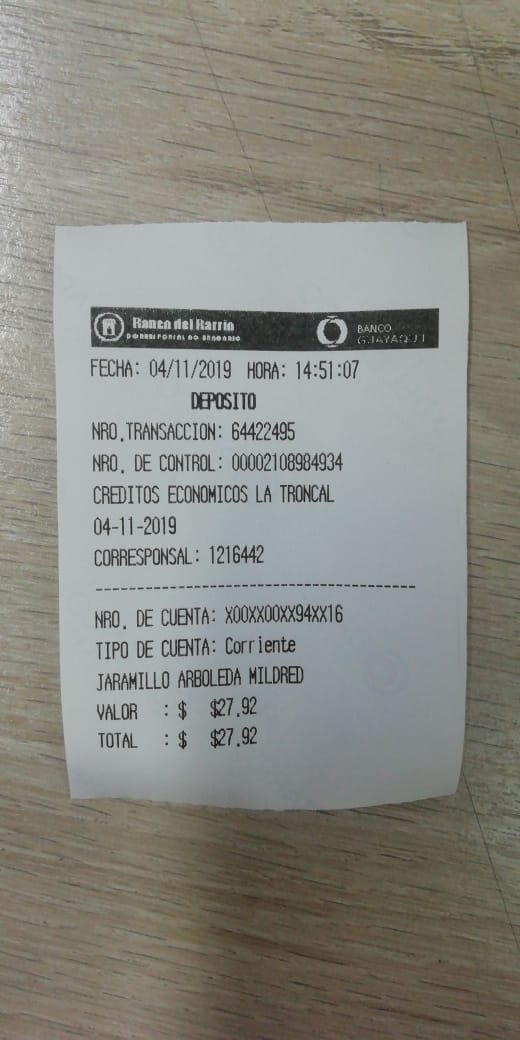 Banco del Barrio
CORRESPONSAL NO BANCARIO
BANCO
GUAYAQUIL
FECHA: 04/11/2019 HORA: 14:51:07
DEPOSITO
NRO.TRANSACCION: 64422495
NRO. DE CONTROL: 00002108984934
CREDITOS ECONOMICOS LA TRONCAL
04-11-2019
CORRESPONSAL: 1216442
--------------------------------------------
NRO. DE CUENTA: X00XX00XX94XX16
TIPO DE CUENTA: Corriente
JARAMILLO ARBOLEDA MILDRED
VALOR : $ $27.92
TOTAL : $ $27.92